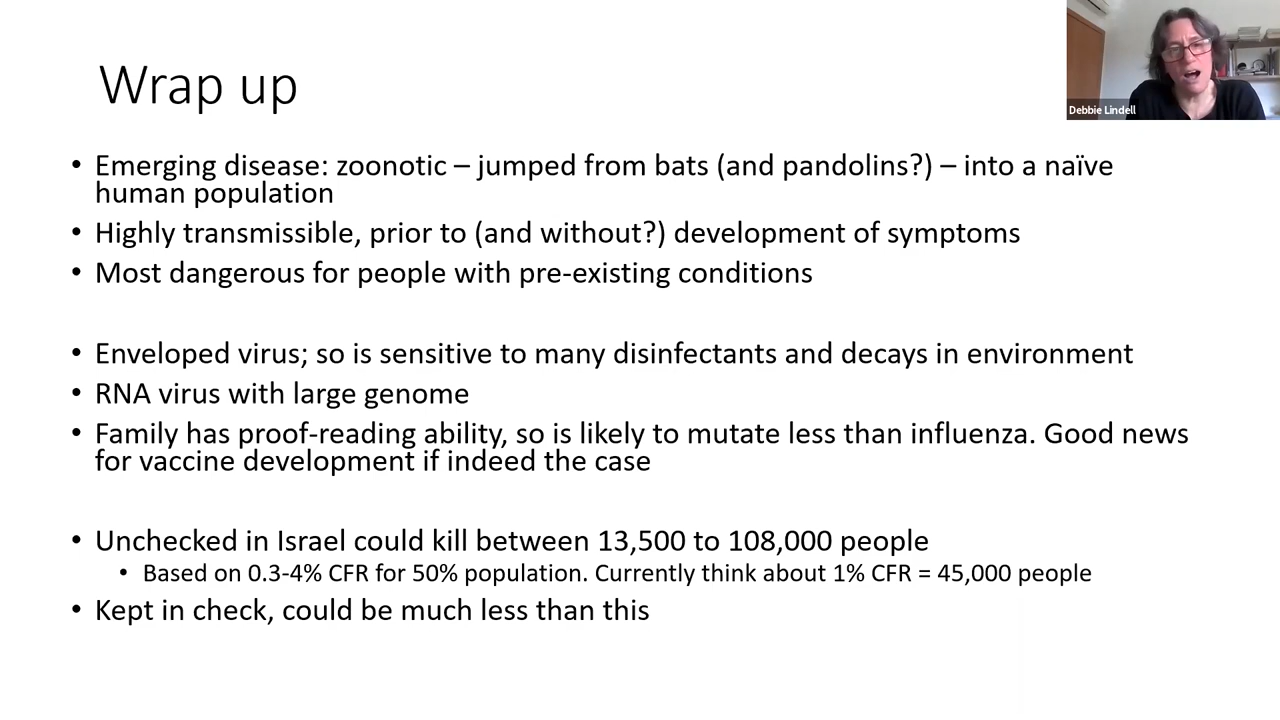 Wrap up
Debbie Lindell
• Emerging disease: zoonotic – jumped from bats (and pandolins?) – into a naïve
human population
• Highly transmissible, prior to (and without?) development of symptoms
• Most dangerous for people with pre-existing conditions
• Enveloped virus; so is sensitive to many disinfectants and decays in environment
• RNA virus with large genome
• Family has proof-reading ability, so is likely to mutate less than influenza. Good news
for vaccine development if indeed the case
• Unchecked in Israel could kill between 13,500 to 108,000 people
• Based on 0.3-4% CFR for 50% population. Currently think about 1% CFR = 45,000 people
• Kept in check, could be much less than this